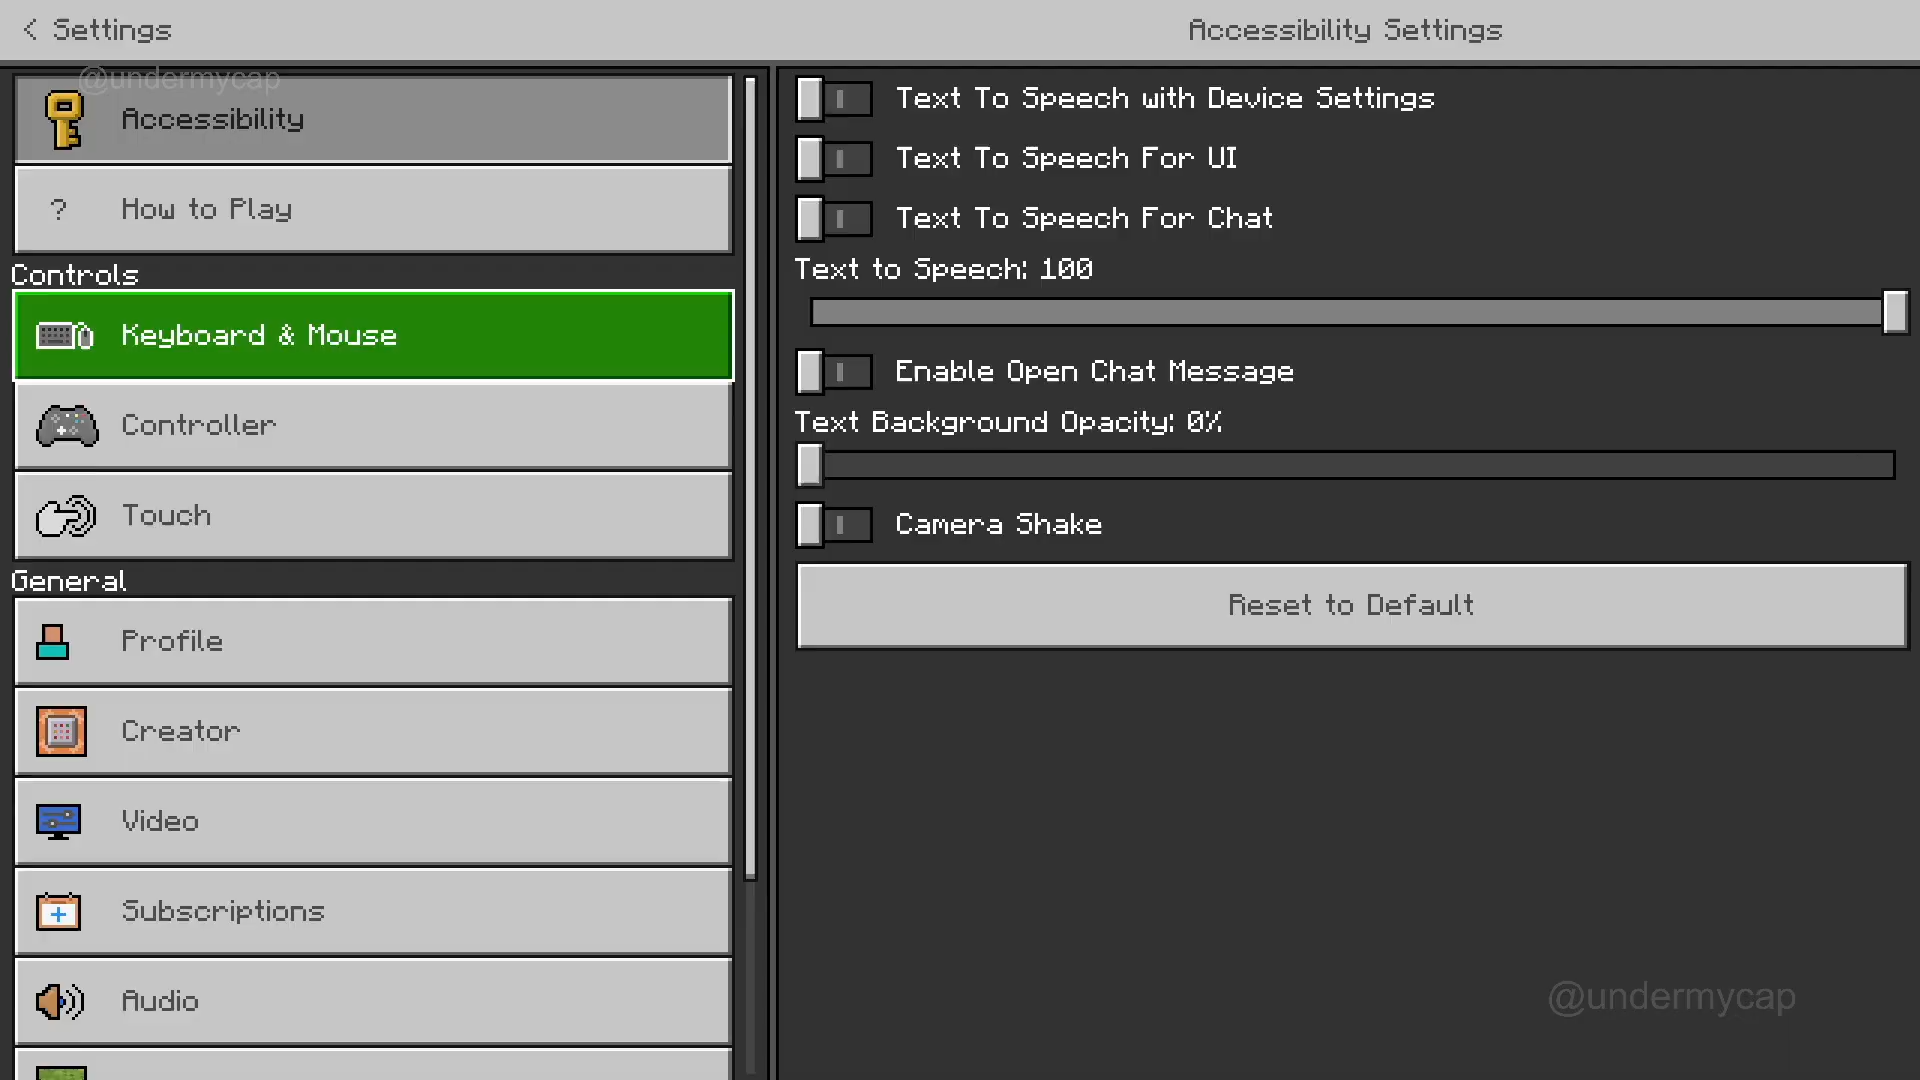 < Settings
Accessibility Settings
@undermycap
Accessibility
? How to Play
Controls
Keyboard & Mouse
Controller
Touch
General
Profile
Creator
Video
Subscriptions
Audio
Text To Speech with Device Settings
Text To Speech For UI
Text To Speech For Chat
Text to Speech: 100
Enable Open Chat Message
Text Background Opacity: 0%
Camera Shake
Reset to Default
@undermycap